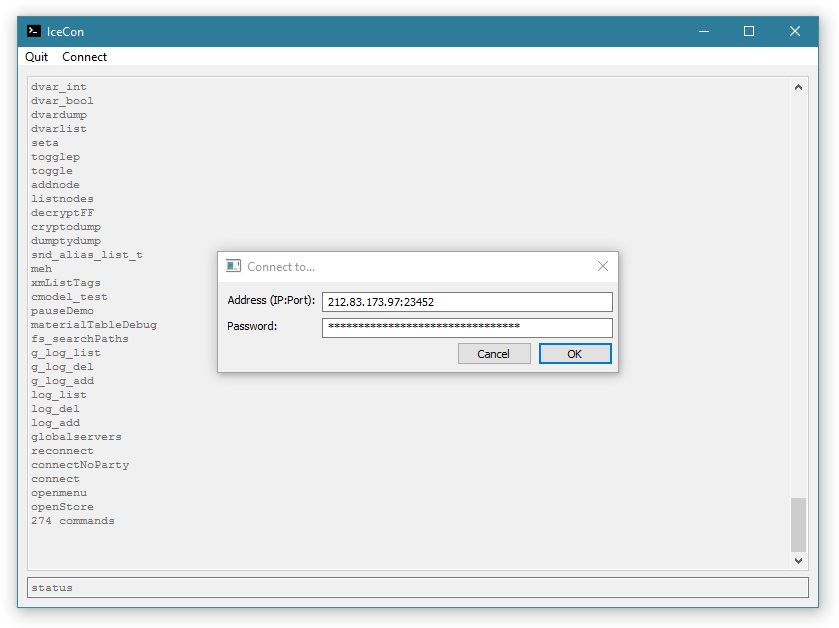 IceCon
Quit Connect
dvar_int
dvar_bool
dvardump
dvarlist
seta
togglep
toggle
addnode
listnodes
decryptFF
cryptodump
dumptydump
snd_alias_list_t
meh
xmListTags
cmodel_test
pauseDemo
materialTableDebug
fs_searchPaths
g_log_list
g_log_del
g_log_add
log_list
log_del
log_add
globalservers
reconnect
connectNoParty
connect
openmenu
openStore
274 commands
status
Connect to...
Address (IP:Port): 212.83.173.97:23452
Password: ********************************
Cancel OK